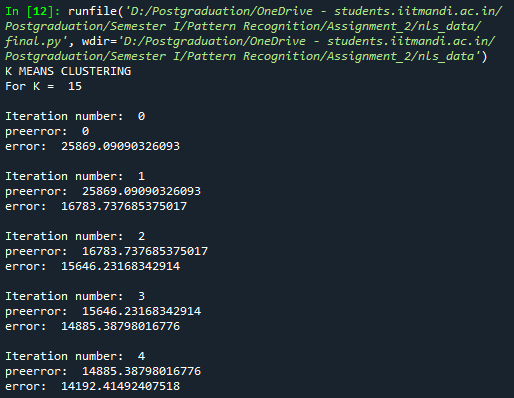 In [12]: runfile('D:/Postgraduation/OneDrive - students.iitmandi.ac.in/
Postgraduation/Semester I/Pattern Recognition/Assignment_2/nls_data/
final.py', wdir='D:/Postgraduation/OneDrive - students.iitmandi.ac.in/
Postgraduation/Semester I/Pattern Recognition/Assignment_2/nls_data')
K MEANS CLUSTERING
For K =  15
Iteration number:  0
preerror:  0
error:  25869.09090326093
Iteration number:  1
preerror:  25869.09090326093
error:  16783.737685375017
Iteration number:  2
preerror:  16783.737685375017
error:  15646.23168342914
Iteration number:  3
preerror:  15646.23168342914
error:  14885.38798016776
Iteration number:  4
preerror:  14885.38798016776
error:  14192.41492407518